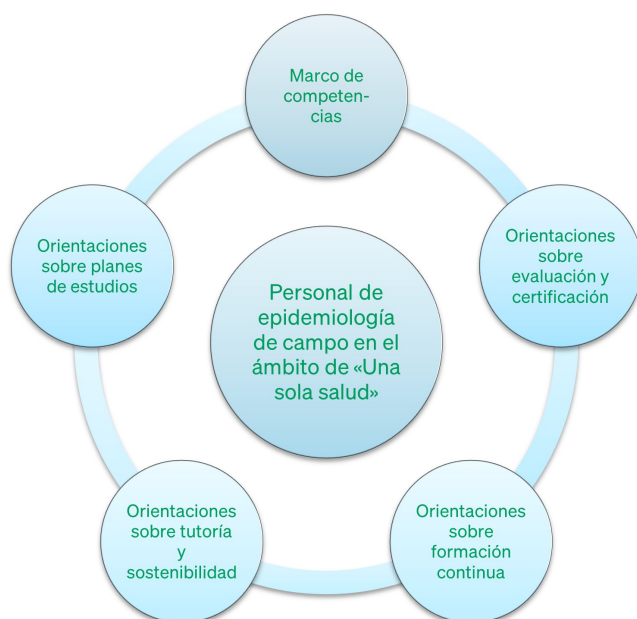 Marco de
competen-
cias
Orientaciones
sobre planes
de estudios
Orientaciones
sobre
evaluación y
certificación
Personal de
epidemiología
de campo en el
ámbito de «Una
sola salud»
Orientaciones
sobre tutoría
y
sostenibilidad
Orientaciones
sobre
formación
continua